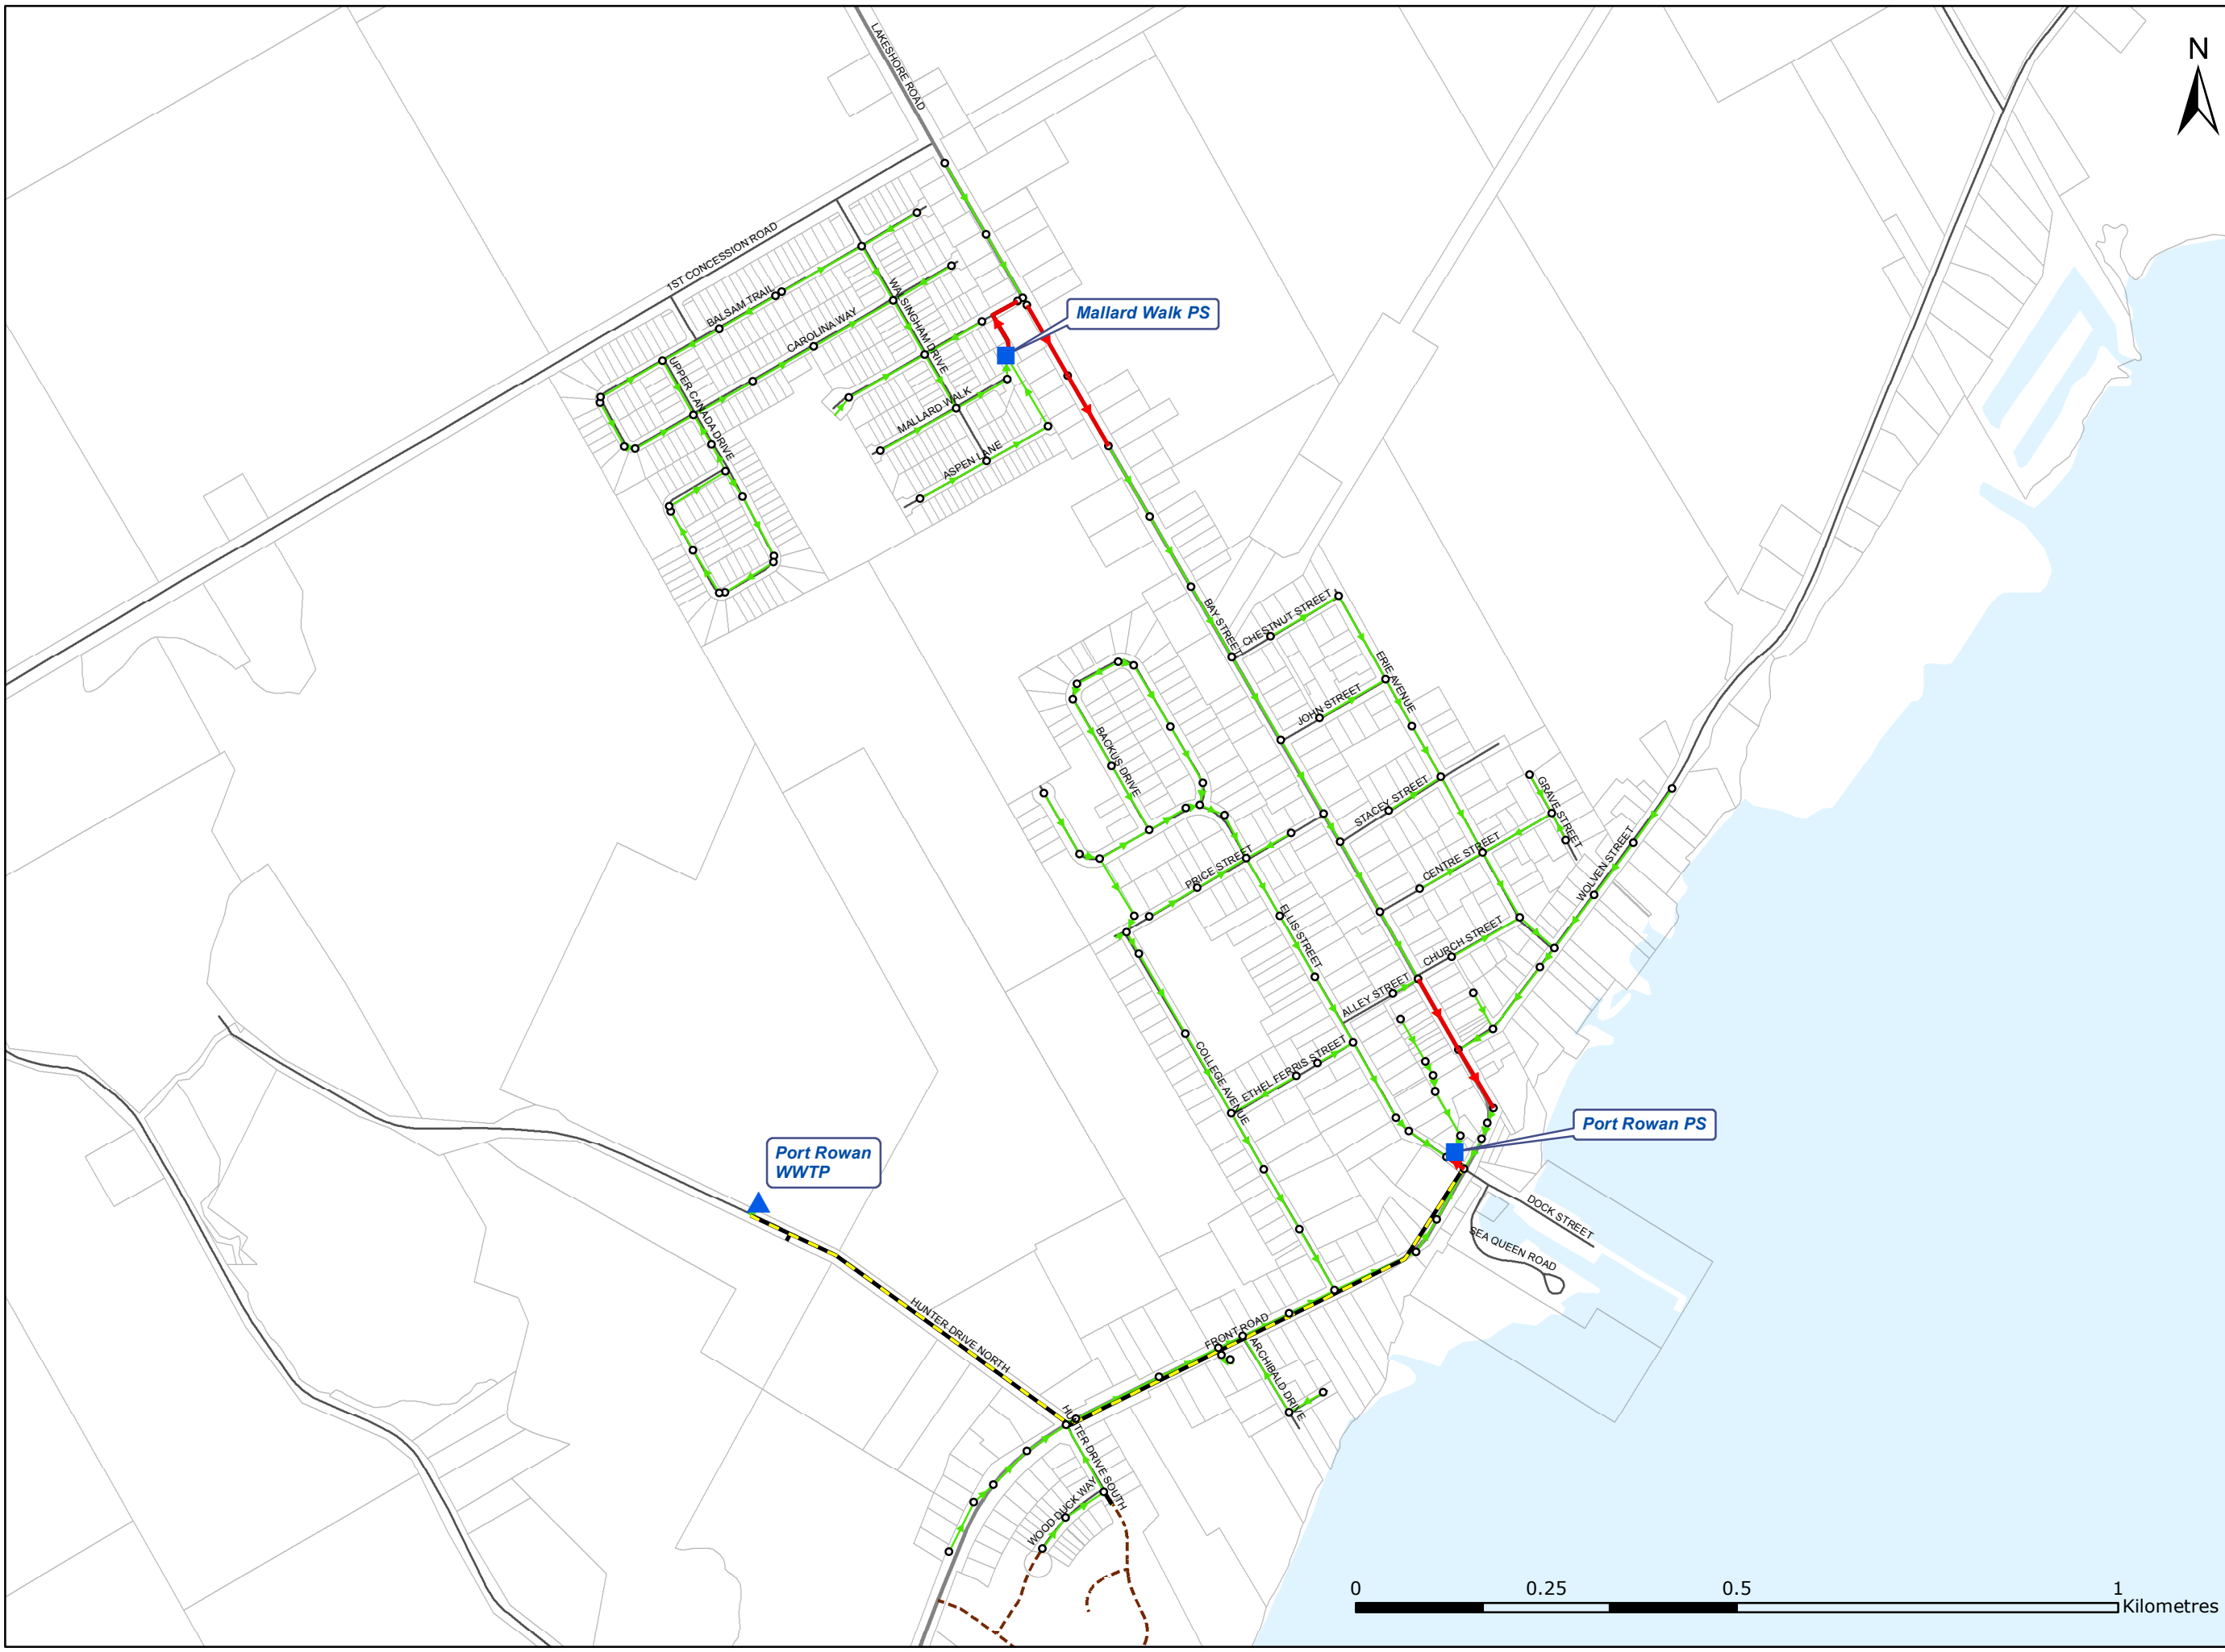 N
LAKESHORE ROAD
1ST CONCESSION ROAD
BALSAM TRAIL
CAROLINA WAY
WALSINGHAM DRIVE
Mallard Walk PS
UPPER CANADA DRIVE
MALLARD WALK
ASPEN LANE
BAY STREET
CHESTNUT STREET
ERIE AVENUE
JOHN STREET
BACKUS DRIVE
STACEY STREET
GRAVE STREET
CENTRE STREET
WOLVEN STREET
PRICE STREET
ELLIS STREET
CHURCH STREET
ALLEY STREET
COLLEGE AVENUE
ETHEL FERRIS STREET
Port Rowan PS
Port Rowan
WWTP
DOCK STREET
SEA QUEEN ROAD
HUNTER DRIVE NORTH
FRONT ROAD
ARCHIBALD DRIVE
HUNTER DRIVE SOUTH
WOOD DUCK WAY
0 0.25 0.5 1
Kilometres